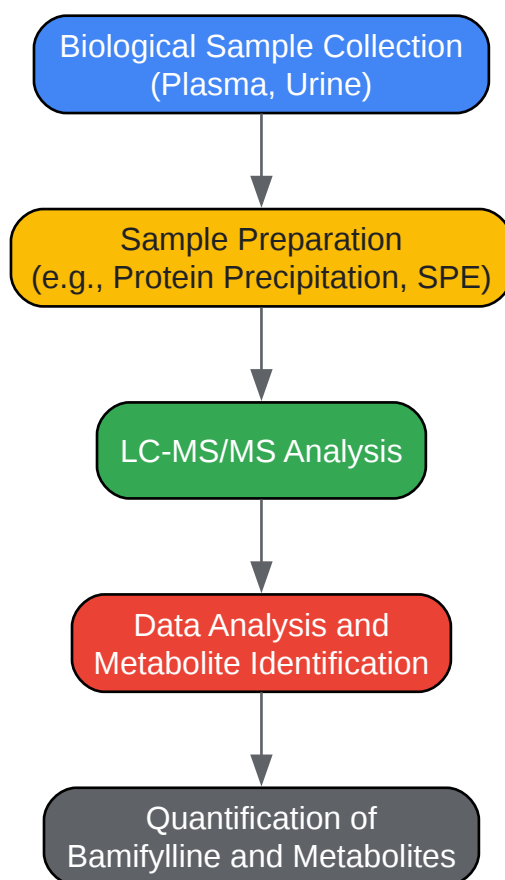 Biological Sample Collection
(Plasma, Urine)
Sample Preparation
(e.g., Protein Precipitation, SPE)
LC-MS/MS Analysis
Data Analysis and
Metabolite Identification
Quantification of
Bamifylline and Metabolites